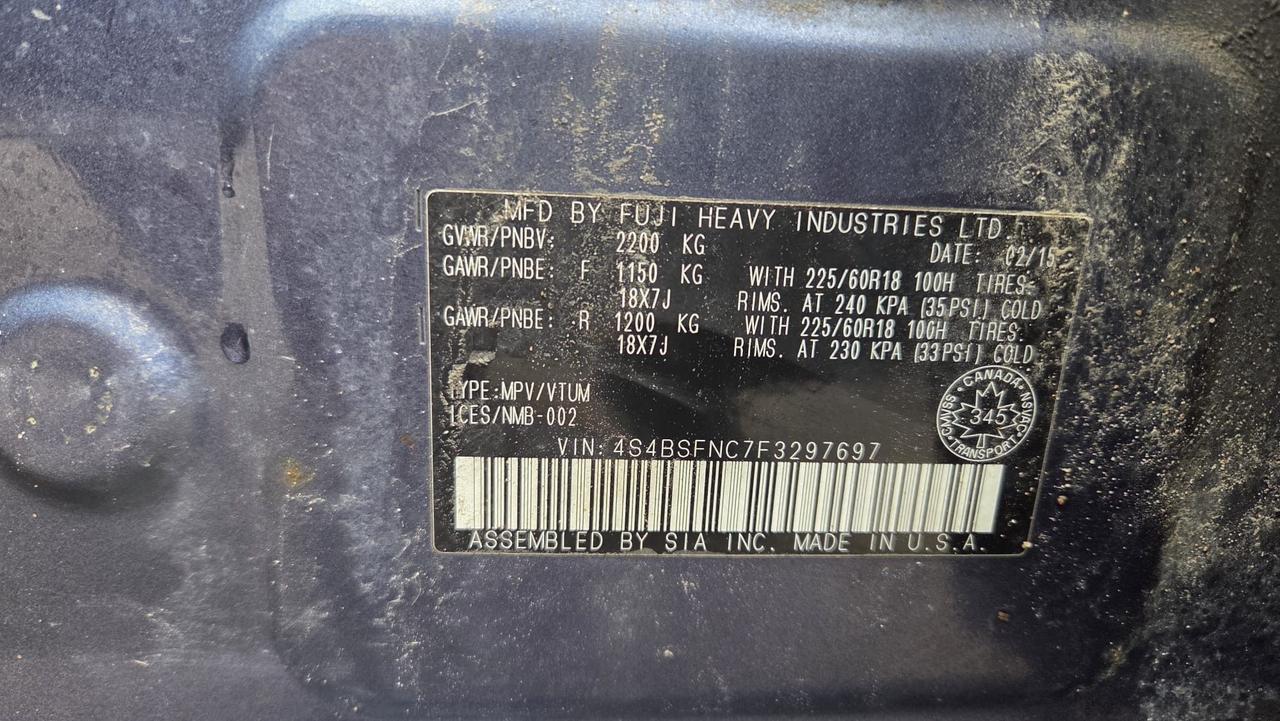 MFD BY FUJI HEAVY INDUSTRIES LTD
GVWR/PNBV: 2200 KG DATE: 02/15
GAWR/PNBE: F 1150 KG WITH 225/60R18 100H TIRES.
18X7J RIMS. AT 240 KPA (35PSI) COLD
GAWR/PNBE: R 1200 KG WITH 225/60R18 100H TIRES.
18X7J RIMS. AT 230 KPA (33PSI) COLD
TYPE:MPV/VTUM
ICES/NMB-002
CANADA
345
TRANSPORT
CMVSS
NSVAC
VIN: 4S4BSFNC7F3297697
ASSEMBLED BY SIA INC. MADE IN U.S.A.